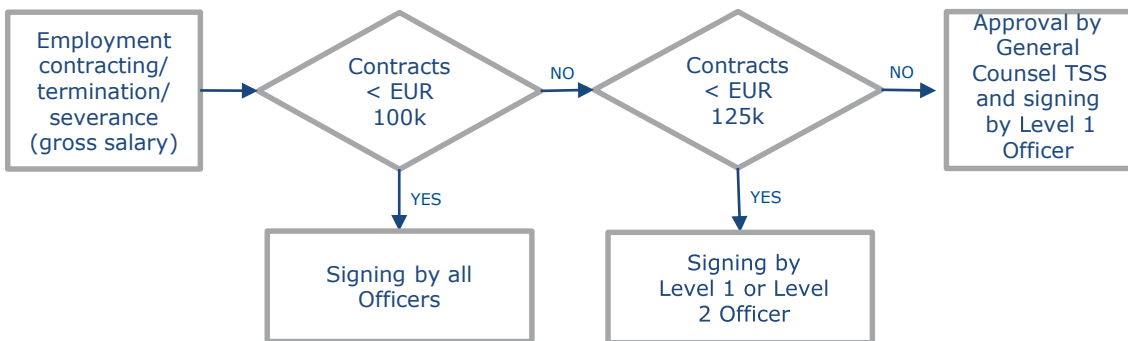 Employment
contracting/
termination/
severance
(gross salary)
Contracts
< EUR
100k
NO
Contracts
< EUR
125k
NO
Approval by
General
Counsel TSS
and signing
by Level 1
Officer
YES
YES
Signing by all
Officers
Signing by
Level 1 or Level
2 Officer